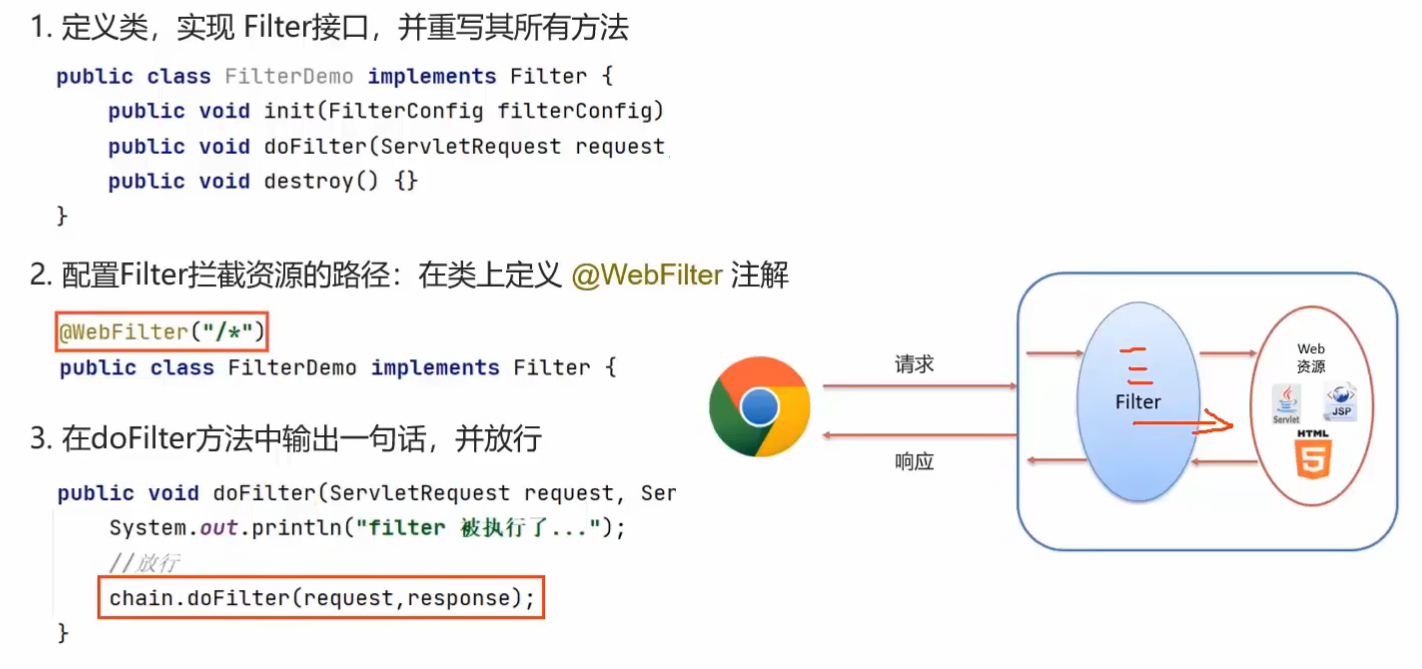 1. 定义类，实现 Filter接口，并重写其所有方法
public class FilterDemo implements Filter {
public void init(FilterConfig filterConfig)
public void doFilter(ServletRequest request,
public void destroy() {}
}
2. 配置Filter拦截资源的路径：在类上定义 @WebFilter 注解
@WebFilter("/*")
public class FilterDemo implements Filter {
3. 在doFilter方法中输出一句话，并放行
public void doFilter(ServletRequest request, Ser
System.out.println("filter 被执行了...");
//放行
chain.doFilter(request,response);
}
请求
响应
Filter
Web
资源
Servlet
JSP
HTML
5